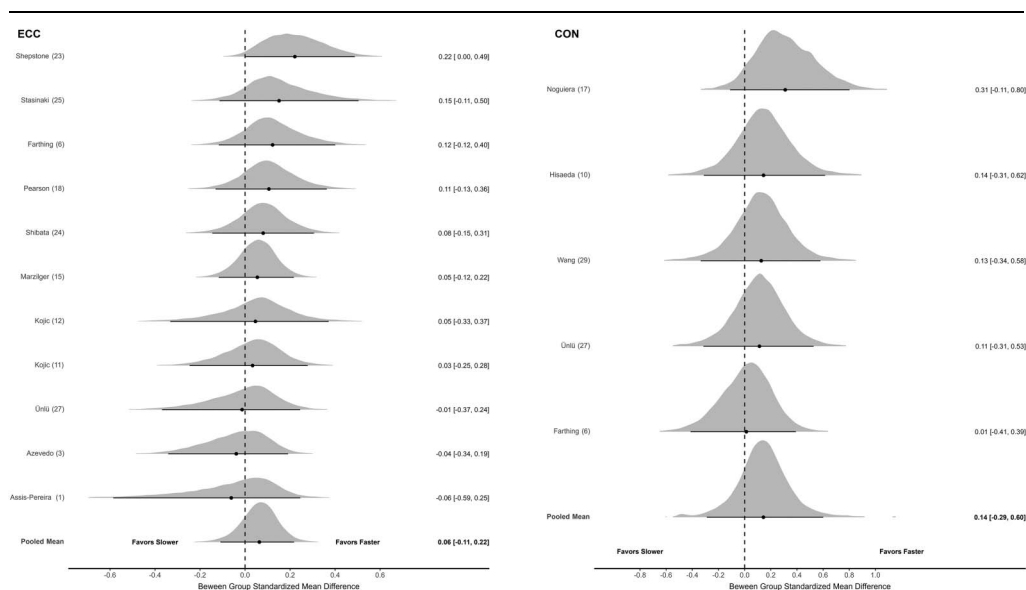 ECC
Shepstone (23) 0.22 [ 0.00, 0.49]
Stasinaki (25) 0.15 [-0.11, 0.50]
Farthing (6) 0.12 [-0.12, 0.40]
Pearson (18) 0.11 [-0.13, 0.36]
Shibata (24) 0.08 [-0.15, 0.31]
Marzilger (15) 0.05 [-0.12, 0.22]
Kojic (12) 0.05 [-0.33, 0.37]
Kojic (11) 0.03 [-0.25, 0.28]
Ünlü (27) -0.01 [-0.37, 0.24]
Azevedo (3) -0.04 [-0.34, 0.19]
Assis-Pereira (1) -0.06 [-0.59, 0.25]
Pooled Mean 0.06 [-0.11, 0.22]
Favors Slower Favors Faster
-0.6 -0.4 -0.2 0.0 0.2 0.4 0.6
Beween Group Standardized Mean Difference
CON
Noguiera (17) 0.31 [-0.11, 0.80]
Hisaeda (10) 0.14 [-0.31, 0.62]
Wang (29) 0.13 [-0.34, 0.58]
Ünlü (27) 0.11 [-0.31, 0.53]
Farthing (6) 0.01 [-0.41, 0.39]
Pooled Mean 0.14 [-0.29, 0.60]
Favors Slower Favors Faster
-0.8 -0.6 -0.4 -0.2 0.0 0.2 0.4 0.6 0.8 1.0
Beween Group Standardized Mean Difference